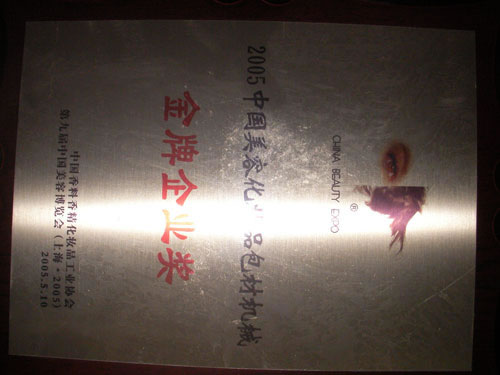 ®
CHINA BEAUTY EXPO
2005中国美容化妆品包材机械
金牌企业奖
中国香料香精化妆品工业协会
第九届中国美容博览会（上海·2005）
2005.5.10